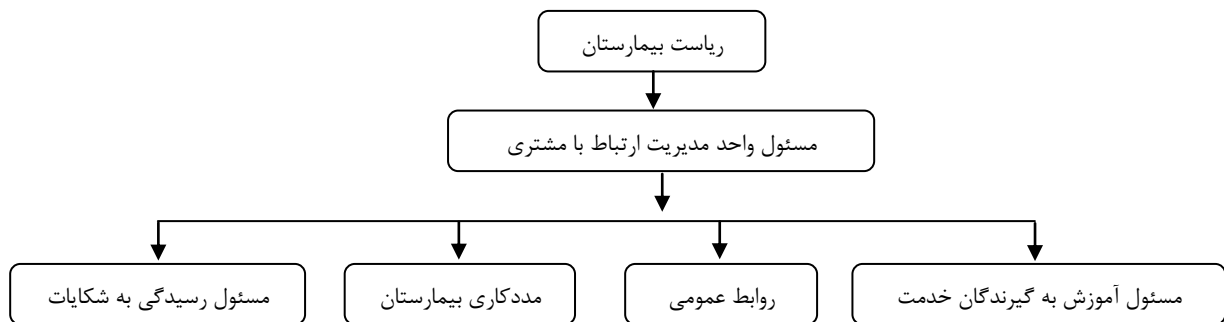 ریاست بیمارستان
مسئول واحد مدیریت ارتباط با مشتری
مسئول آموزش به گیرندگان خدمت
روابط عمومی
مددکاری بیمارستان
مسئول رسیدگی به شکایات